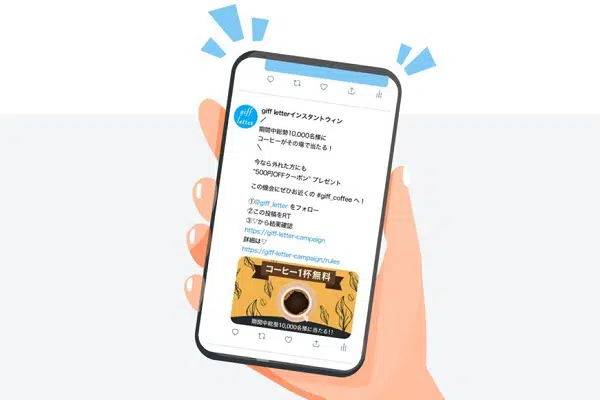 giff
letter
giff letterインスタントウィン
／
期間中総勢10,000名様に
コーヒーがその場で当たる！
＼
今なら外れた方にも
"500円OFFクーポン" プレゼント
この機会にぜひお近くの #giff_coffee へ！
①@giff_letter をフォロー
②この投稿をRT
③▽から結果確認
https://giff-letter-campaign
詳細は▽
https://giff-letter-campaign/rules
コーヒー1杯無料
期間中総勢10,000名様に当たる!!